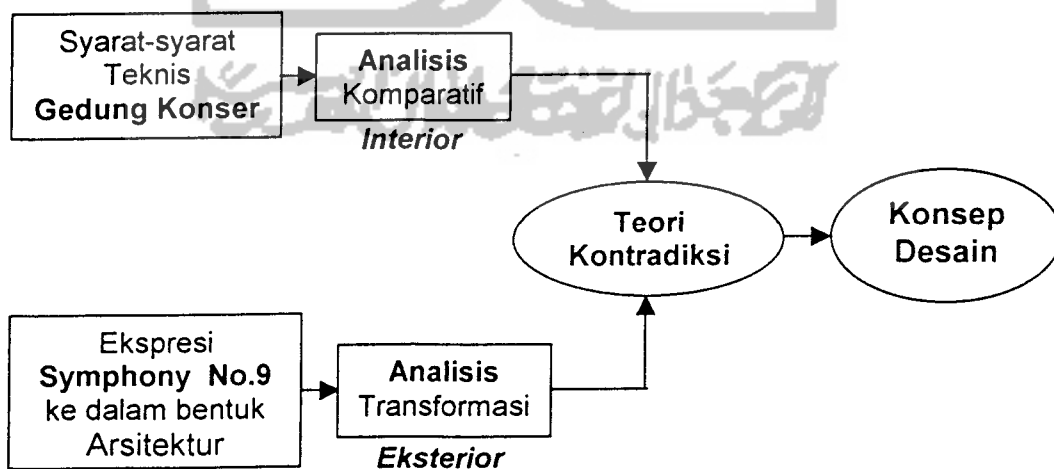 Syarat-syarat
Teknis
Gedung Konser
Analisis
Komparatif
Interior
Teori
Kontradiksi
Konsep
Desain
Ekspresi
Symphony No.9
ke dalam bentuk
Arsitektur
Analisis
Transformasi
Eksterior